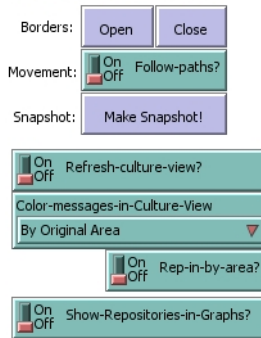 Borders: Open Close
Movement: On Off Follow-paths?
Snapshot: Make Snapshot!
On Off Refresh-culture-view?
Color-messages-in-Culture-View
By Original Area
On Off Rep-in-by-area?
On Off Show-Repositories-in-Graphs?